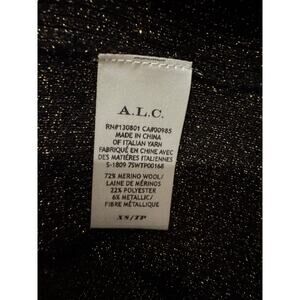 A.L.C.
RN#130801 CA#00985
MADE IN CHINA
OF ITALIAN YARN
FABRIQUÉ EN CHINE AVEC
DES MATIÈRES ITALIENNES
S-1809 7SWTP00168
72% MERINO WOOL/
LAINE DE MÉRINOS
22% POLYESTER
6% METALLIC/
FIBRE MÉTALLIQUE
XS/TP